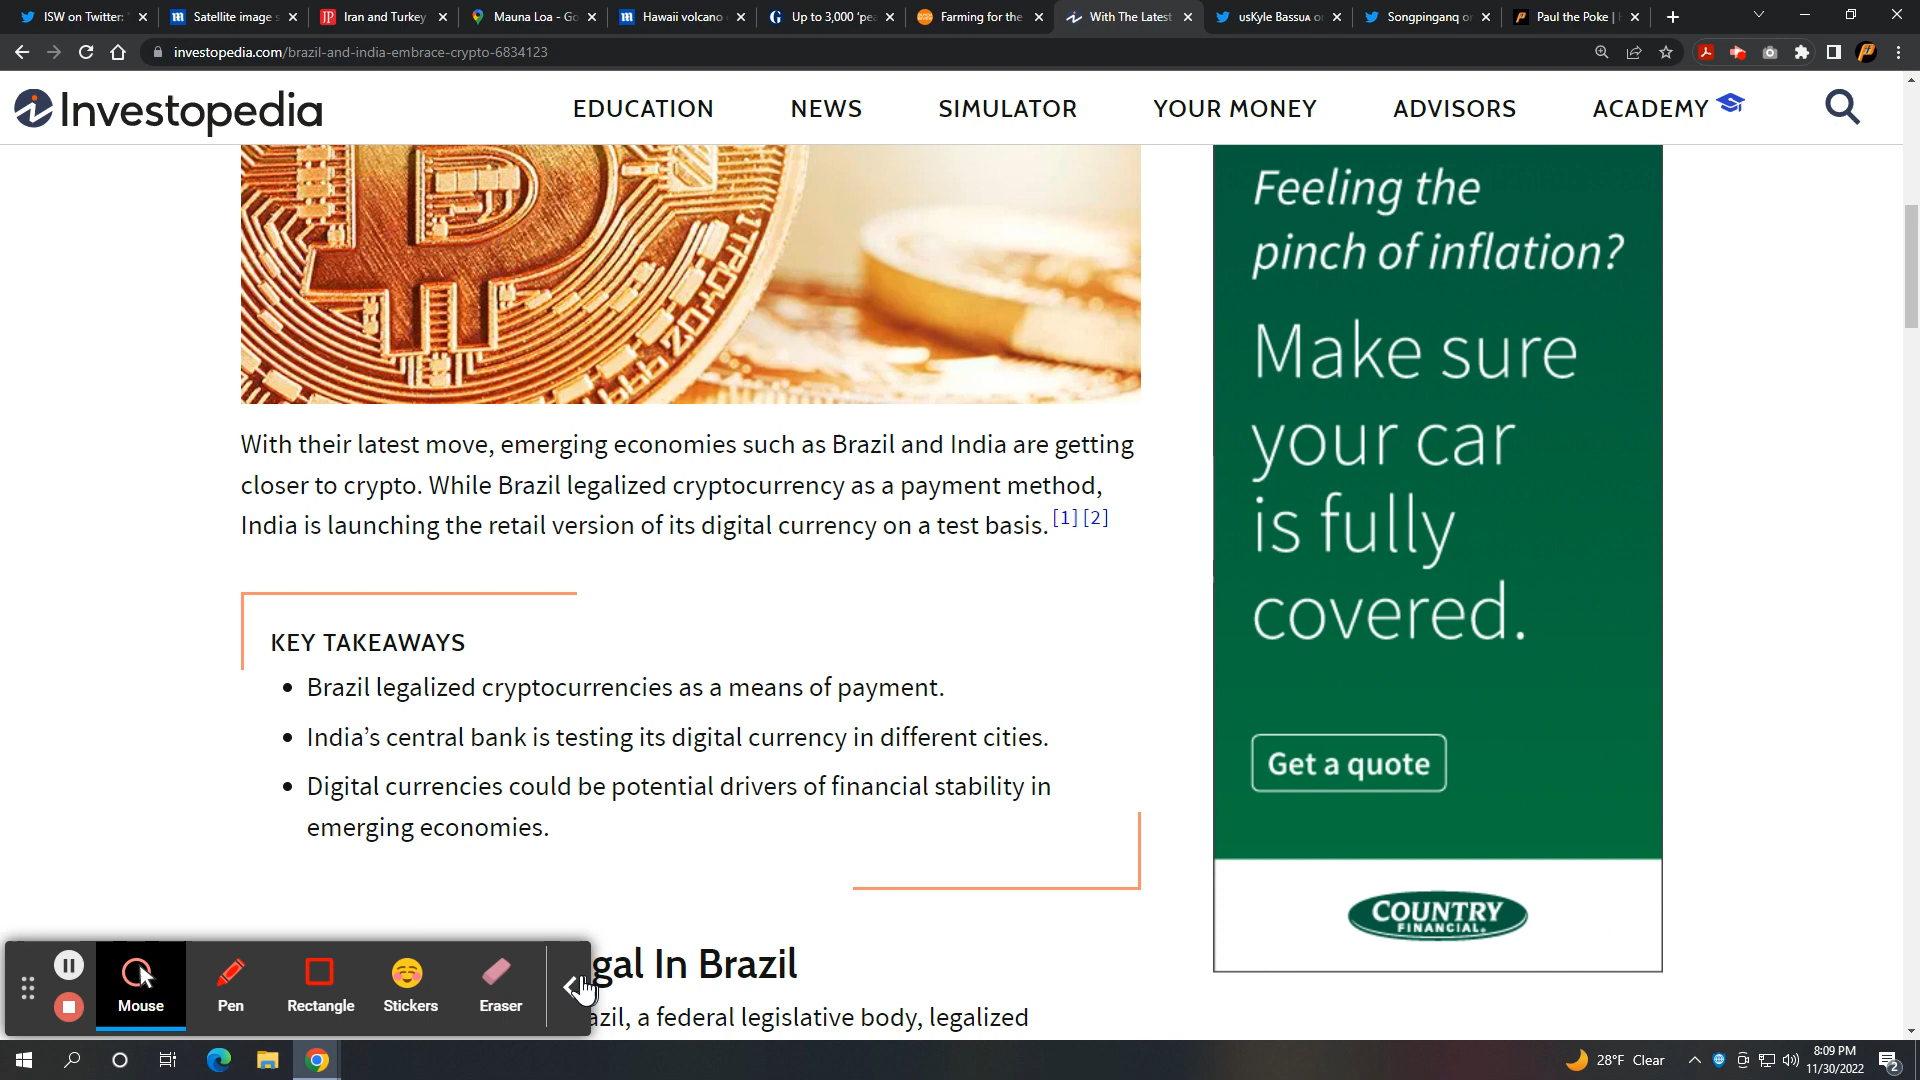 ISW on Twitter:
Satellite image s
Iran and Turkey
Mauna Loa - Go
Hawaii volcano
Up to 3,000 'pea
Farming for the
With The Latest
usKyle Bassua or
Songpinganq or
Paul the Poke |
investopedia.com/brazil-and-india-embrace-crypto-6834123
Investopedia
EDUCATION
NEWS
SIMULATOR
YOUR MONEY
ADVISORS
ACADEMY
With their latest move, emerging economies such as Brazil and India are getting
closer to crypto. While Brazil legalized cryptocurrency as a payment method,
India is launching the retail version of its digital currency on a test basis. [1] [2]
KEY TAKEAWAYS
• Brazil legalized cryptocurrencies as a means of payment.
• India's central bank is testing its digital currency in different cities.
• Digital currencies could be potential drivers of financial stability in
emerging economies.
gal In Brazil
azil, a federal legislative body, legalized
Feeling the
pinch of inflation?
Make sure
your car
is fully
covered.
Get a quote
COUNTRY
FINANCIAL®
Mouse
Pen
Rectangle
Stickers
Eraser
28°F Clear
8:09 PM
11/30/2022
2